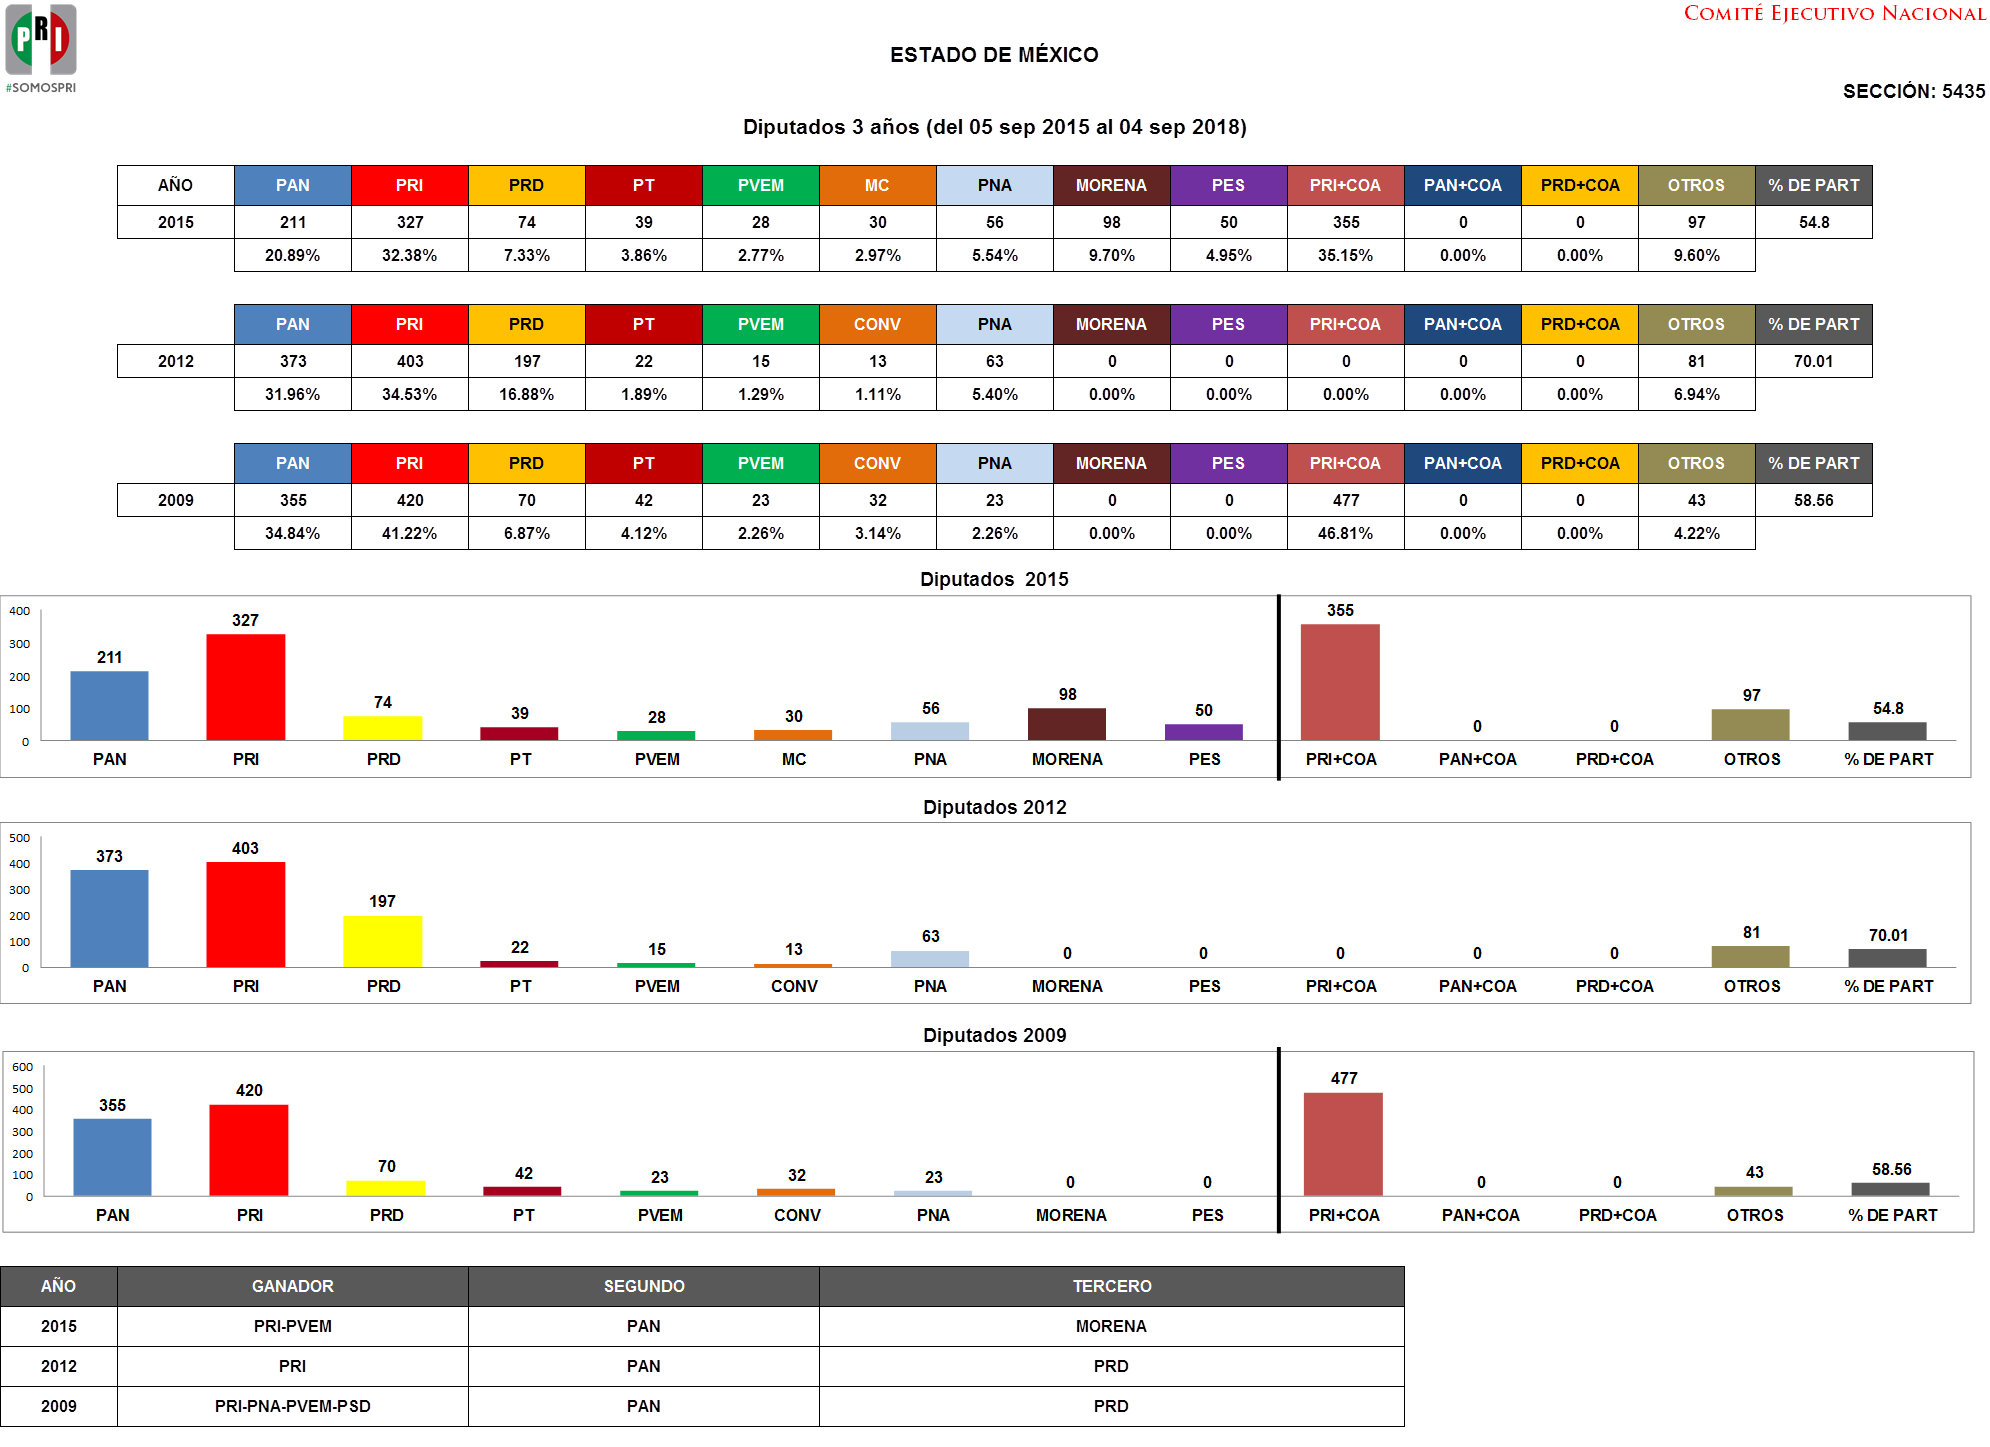 PRI
#SOMOSPRI
COMITÉ EJECUTIVO NACIONAL
ESTADO DE MÉXICO
SECCIÓN: 5435
Diputados 3 años (del 05 sep 2015 al 04 sep 2018)
AÑO PAN PRI PRD PT PVEM MC PNA MORENA PES PRI+COA PAN+COA PRD+COA OTROS % DE PART
2015 211 327 74 39 28 30 56 98 50 355 0 0 97 54.8
20.89% 32.38% 7.33% 3.86% 2.77% 2.97% 5.54% 9.70% 4.95% 35.15% 0.00% 0.00% 9.60%
PAN PRI PRD PT PVEM CONV PNA MORENA PES PRI+COA PAN+COA PRD+COA OTROS % DE PART
2012 373 403 197 22 15 13 63 0 0 0 0 0 81 70.01
31.96% 34.53% 16.88% 1.89% 1.29% 1.11% 5.40% 0.00% 0.00% 0.00% 0.00% 0.00% 6.94%
PAN PRI PRD PT PVEM CONV PNA MORENA PES PRI+COA PAN+COA PRD+COA OTROS % DE PART
2009 355 420 70 42 23 32 23 0 0 477 0 0 43 58.56
34.84% 41.22% 6.87% 4.12% 2.26% 3.14% 2.26% 0.00% 0.00% 46.81% 0.00% 0.00% 4.22%
Diputados 2015
400
300
200
100
0
211 327 74 39 28 30 56 98 50 355 0 0 97 54.8
PAN PRI PRD PT PVEM MC PNA MORENA PES PRI+COA PAN+COA PRD+COA OTROS % DE PART
Diputados 2012
500
400
300
200
100
0
373 403 197 22 15 13 63 0 0 0 0 0 81 70.01
PAN PRI PRD PT PVEM CONV PNA MORENA PES PRI+COA PAN+COA PRD+COA OTROS % DE PART
Diputados 2009
600
500
400
300
200
100
0
355 420 70 42 23 32 23 0 0 477 0 0 43 58.56
PAN PRI PRD PT PVEM CONV PNA MORENA PES PRI+COA PAN+COA PRD+COA OTROS % DE PART
AÑO GANADOR SEGUNDO TERCERO
2015 PRI-PVEM PAN MORENA
2012 PRI PAN PRD
2009 PRI-PNA-PVEM-PSD PAN PRD